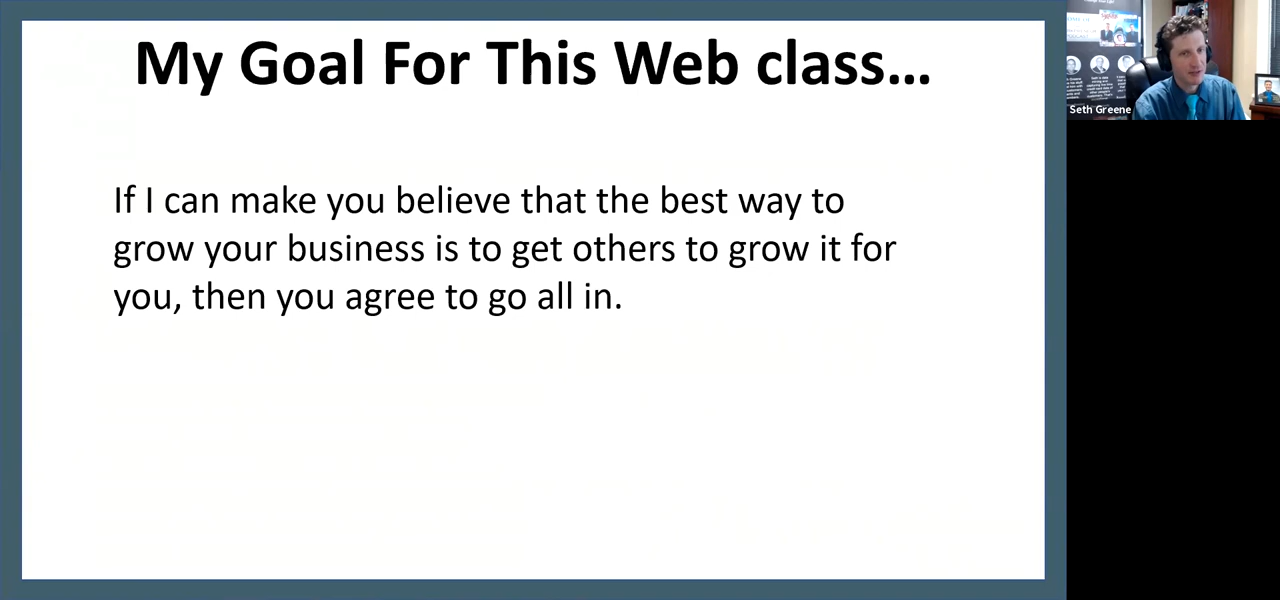 My Goal For This Web class...
If I can make you believe that the best way to
grow your business is to get others to grow it for
you, then you agree to go all in.
Seth Greene